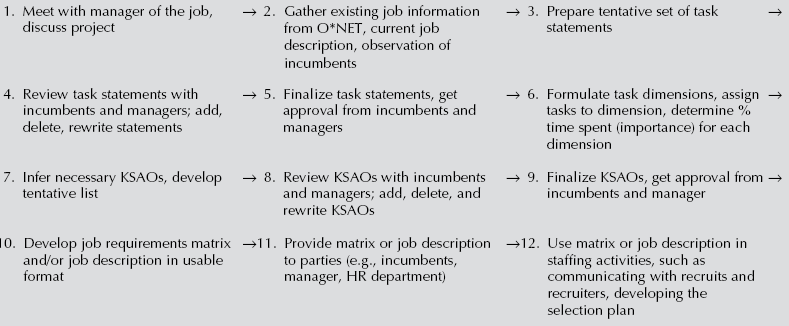 1. Meet with manager of the job, → 2. Gather existing job information → 3. Prepare tentative set of task →
discuss project from O*NET, current job statements
description, observation of
incumbents
4. Review task statements with → 5. Finalize task statements, get → 6. Formulate task dimensions, assign →
incumbents and managers; add, approval from incumbents and tasks to dimension, determine %
delete, rewrite statements managers time spent (importance) for each
dimension
7. Infer necessary KSAOs, develop → 8. Review KSAOs with incumbents → 9. Finalize KSAOs, get approval from →
tentative list and managers; add, delete, and incumbents and manager
rewrite KSAOs
10. Develop job requirements matrix →11. Provide matrix or job description →12. Use matrix or job description in
and/or job description in usable to parties (e.g., incumbents, staffing activities, such as
format manager, HR department) communicating with recruits and
recruiters, developing the
selection plan